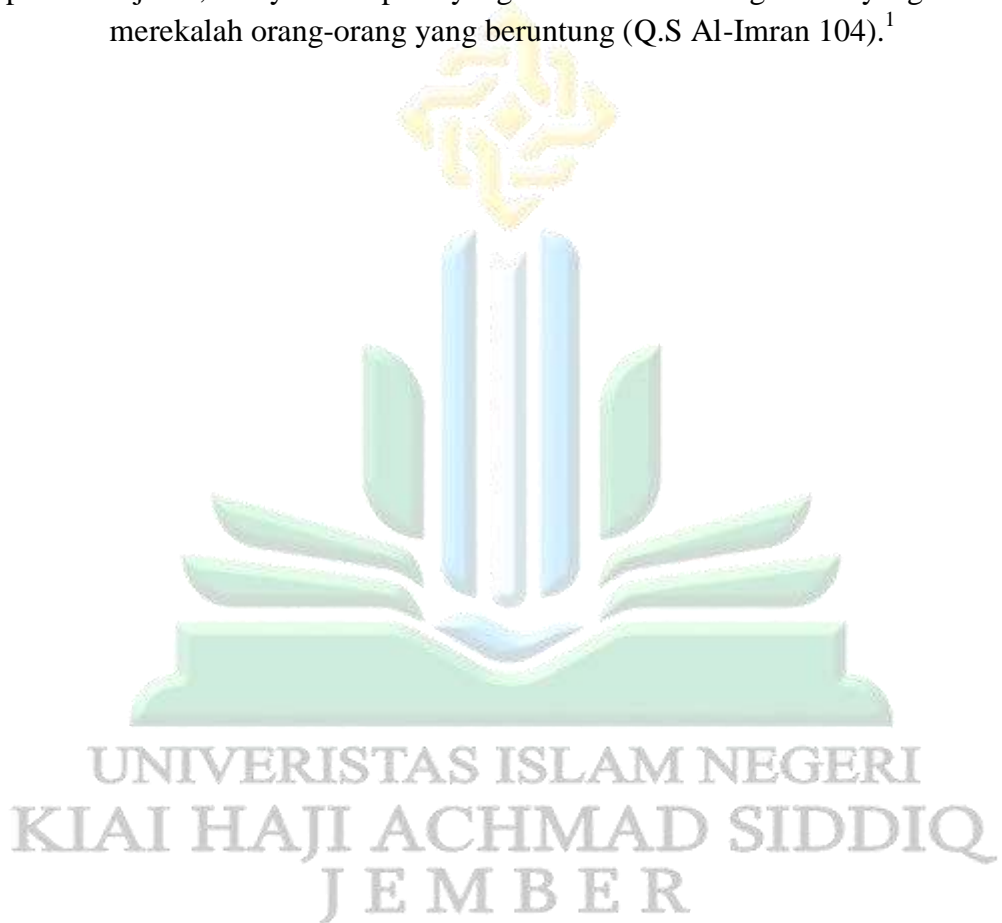 merekalah orang-orang yang beruntung (Q.S Al-Imran 104).¹
UNIVERISTAS ISLAM NEGERI
KIAI HAJI ACHMAD SIDDIQ
JEMBER